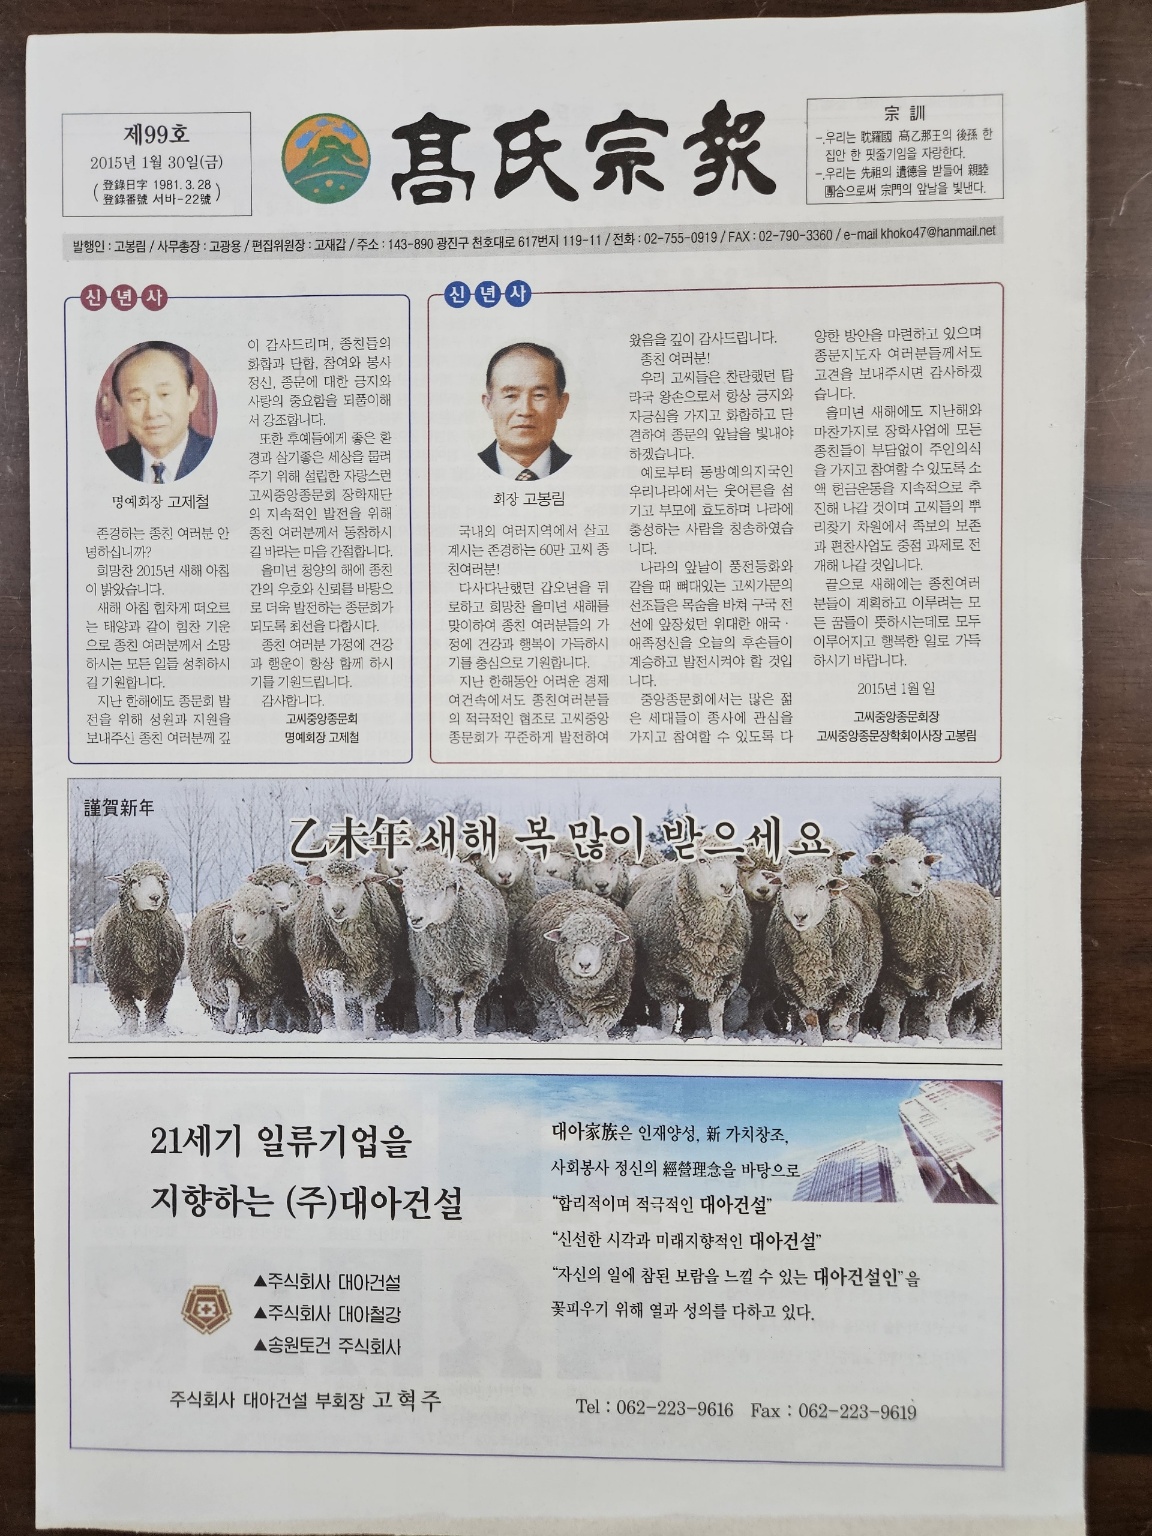 제99호
2015년 1월 30일(금)
登錄日字 1981. 3. 28
登錄番號 서바-22號
髙氏宗報
宗 訓
一.우리는 耽羅國 高乙那王의 後孫 한
집안 한 핏줄기임을 자랑한다.
一.우리는 先祖의 遺德을 받들어 親睦
團合으로써 宗門의 앞날을 빛낸다.
발행인 : 고봉림 / 사무총장 : 고광용 / 편집위원장 : 고재갑 / 주소 : 143-890 광진구 천호대로 617번지 119-11 / 전화 : 02-755-0919 / FAX : 02-790-3360 / e-mail khoko47@hanmail.net
신년사
명예회장 고제철
존경하는 종친 여러분 안
녕하십니까?
희망찬 2015년 새해 아침
이 밝았습니다.
새해 아침 힘차게 떠오르
는 태양과 같이 힘찬 기운
으로 종친 여러분께서 소망
하시는 모든 일들 성취하시
길 기원합니다.
지난 한해에도 종문회 발
전을 위해 성원과 지원을
보내주신 종친 여러분께 깊
이 감사드리며, 종친들의
화합과 단합, 참여와 봉사
정신, 종문에 대한 긍지와
사랑의 중요함을 되풀이해
서 강조합니다.
또한 후예들에게 좋은 환
경과 살기좋은 세상을 물려
주기 위해 설립한 자랑스런
고씨중앙종문회 장학재단
의 지속적인 발전을 위해
종친 여러분께서 동참하시
길 바라는 마음 간절합니다.
을미년 청양의 해에 종친
간의 우호와 신뢰를 바탕으
로 더욱 발전하는 종문회가
되도록 최선을 다합시다.
종친 여러분 가정에 건강
과 행운이 항상 함께 하시
기를 기원드립니다.
감사합니다.
고씨중앙종문회
명예회장 고제철
신년사
회장 고봉림
국내외 여러지역에서 살고
계시는 존경하는 60만 고씨 종
친여러분!
다사다난했던 갑오년을 뒤
로하고 희망찬 을미년 새해를
맞이하여 종친 여러분들의 가
정에 건강과 행복이 가득하시
기를 충심으로 기원합니다.
지난 한해동안 어려운 경제
여건속에서도 종친여러분들
의 적극적인 협조로 고씨중앙
종문회가 꾸준하게 발전하여
왔음을 깊이 감사드립니다.
종친 여러분!
우리 고씨들은 찬란했던 탐
라국 왕손으로서 항상 긍지와
자긍심을 가지고 화합하고 단
결하여 종문의 앞날을 빛내야
하겠습니다.
예로부터 동방예의지국인
우리나라에서는 웃어른을 섬
기고 부모에 효도하며 나라에
충성하는 사람을 칭송하였습
니다.
나라의 앞날이 풍전등화와
같을 때 뼈대있는 고씨가문의
선조들은 목숨을 바쳐 구국 전
선에 앞장섰던 위대한 애국 ·
애족정신을 오늘의 후손들이
계승하고 발전시켜야 할 것입
니다.
중앙종문회에서는 많은 젊
은 세대들이 종사에 관심을
가지고 참여할 수 있도록 다
양한 방안을 마련하고 있으며
종문지도자 여러분들께서도
고견을 보내주시면 감사하겠
습니다.
을미년 새해에도 지난해와
마찬가지로 장학사업에 모든
종친들이 부담없이 주인의식
을 가지고 참여할 수 있도록 소
액 헌금운동을 지속적으로 추
진해 나갈 것이며 고씨들의 뿌
리찾기 차원에서 족보의 보존
과 편찬사업도 중점 과제로 전
개해 나갈 것입니다.
끝으로 새해에는 종친여러
분들이 계획하고 이루려는 모
든 꿈들이 뜻하시는데로 모두
이루어지고 행복한 일로 가득
하시기 바랍니다.
2015년 1월 일
고씨중앙종문회장
고씨중앙종문장학회이사장 고봉림
謹賀新年
乙未年 새해 복 많이 받으세요
21세기 일류기업을
지향하는 (주)대아건설
▲주식회사 대아건설
▲주식회사 대아철강
▲송원토건 주식회사
주식회사 대아건설 부회장 고혁주
대아家族은 인재양성, 新 가치창조,
사회봉사 정신의 經營理念을 바탕으로
“합리적이며 적극적인 대아건설”
“신선한 시각과 미래지향적인 대아건설”
“자신의 일에 참된 보람을 느낄 수 있는 대아건설인”을
꽃피우기 위해 열과 성의를 다하고 있다.
Tel : 062-223-9616 Fax : 062-223-9619